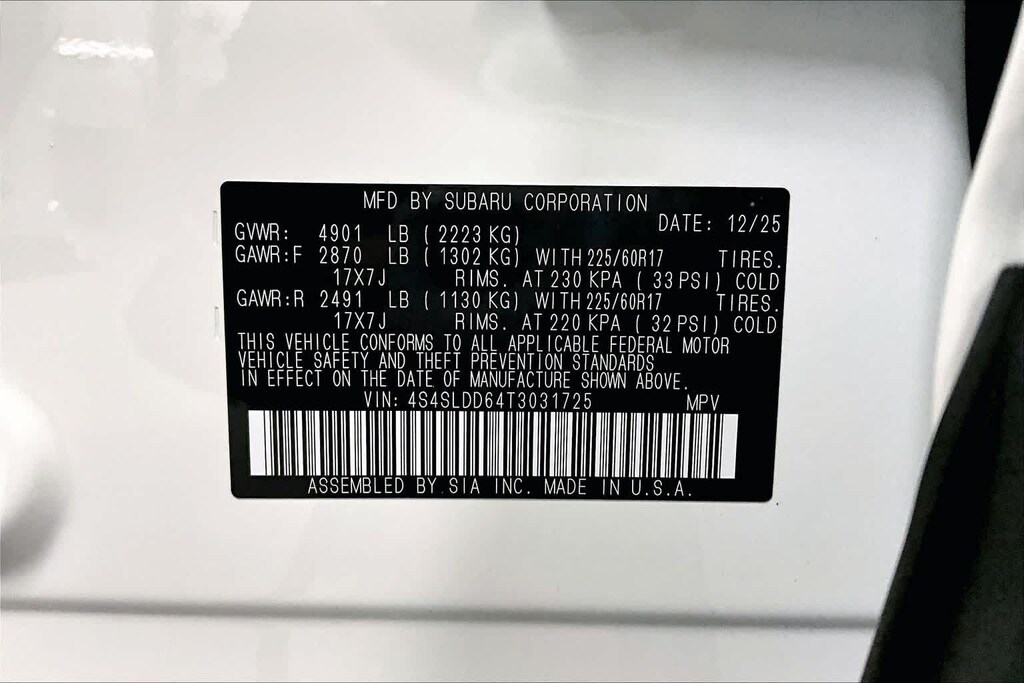 MFD BY SUBARU CORPORATION
DATE: 12/25
GVWR: 4901 LB (2223 KG)
GAWR:F 2870 LB (1302 KG) WITH 225/60R17 TIRES.
17X7J RIMS. AT 230 KPA (33 PSI) COLD
GAWR:R 2491 LB (1130 KG) WITH 225/60R17 TIRES.
17X7J RIMS. AT 220 KPA (32 PSI) COLD
THIS VEHICLE CONFORMS TO ALL APPLICABLE FEDERAL MOTOR
VEHICLE SAFETY AND THEFT PREVENTION STANDARDS
IN EFFECT ON THE DATE OF MANUFACTURE SHOWN ABOVE.
VIN: 4S4SLDD64T3031725 MPV
ASSEMBLED BY SIA INC. MADE IN U.S.A.